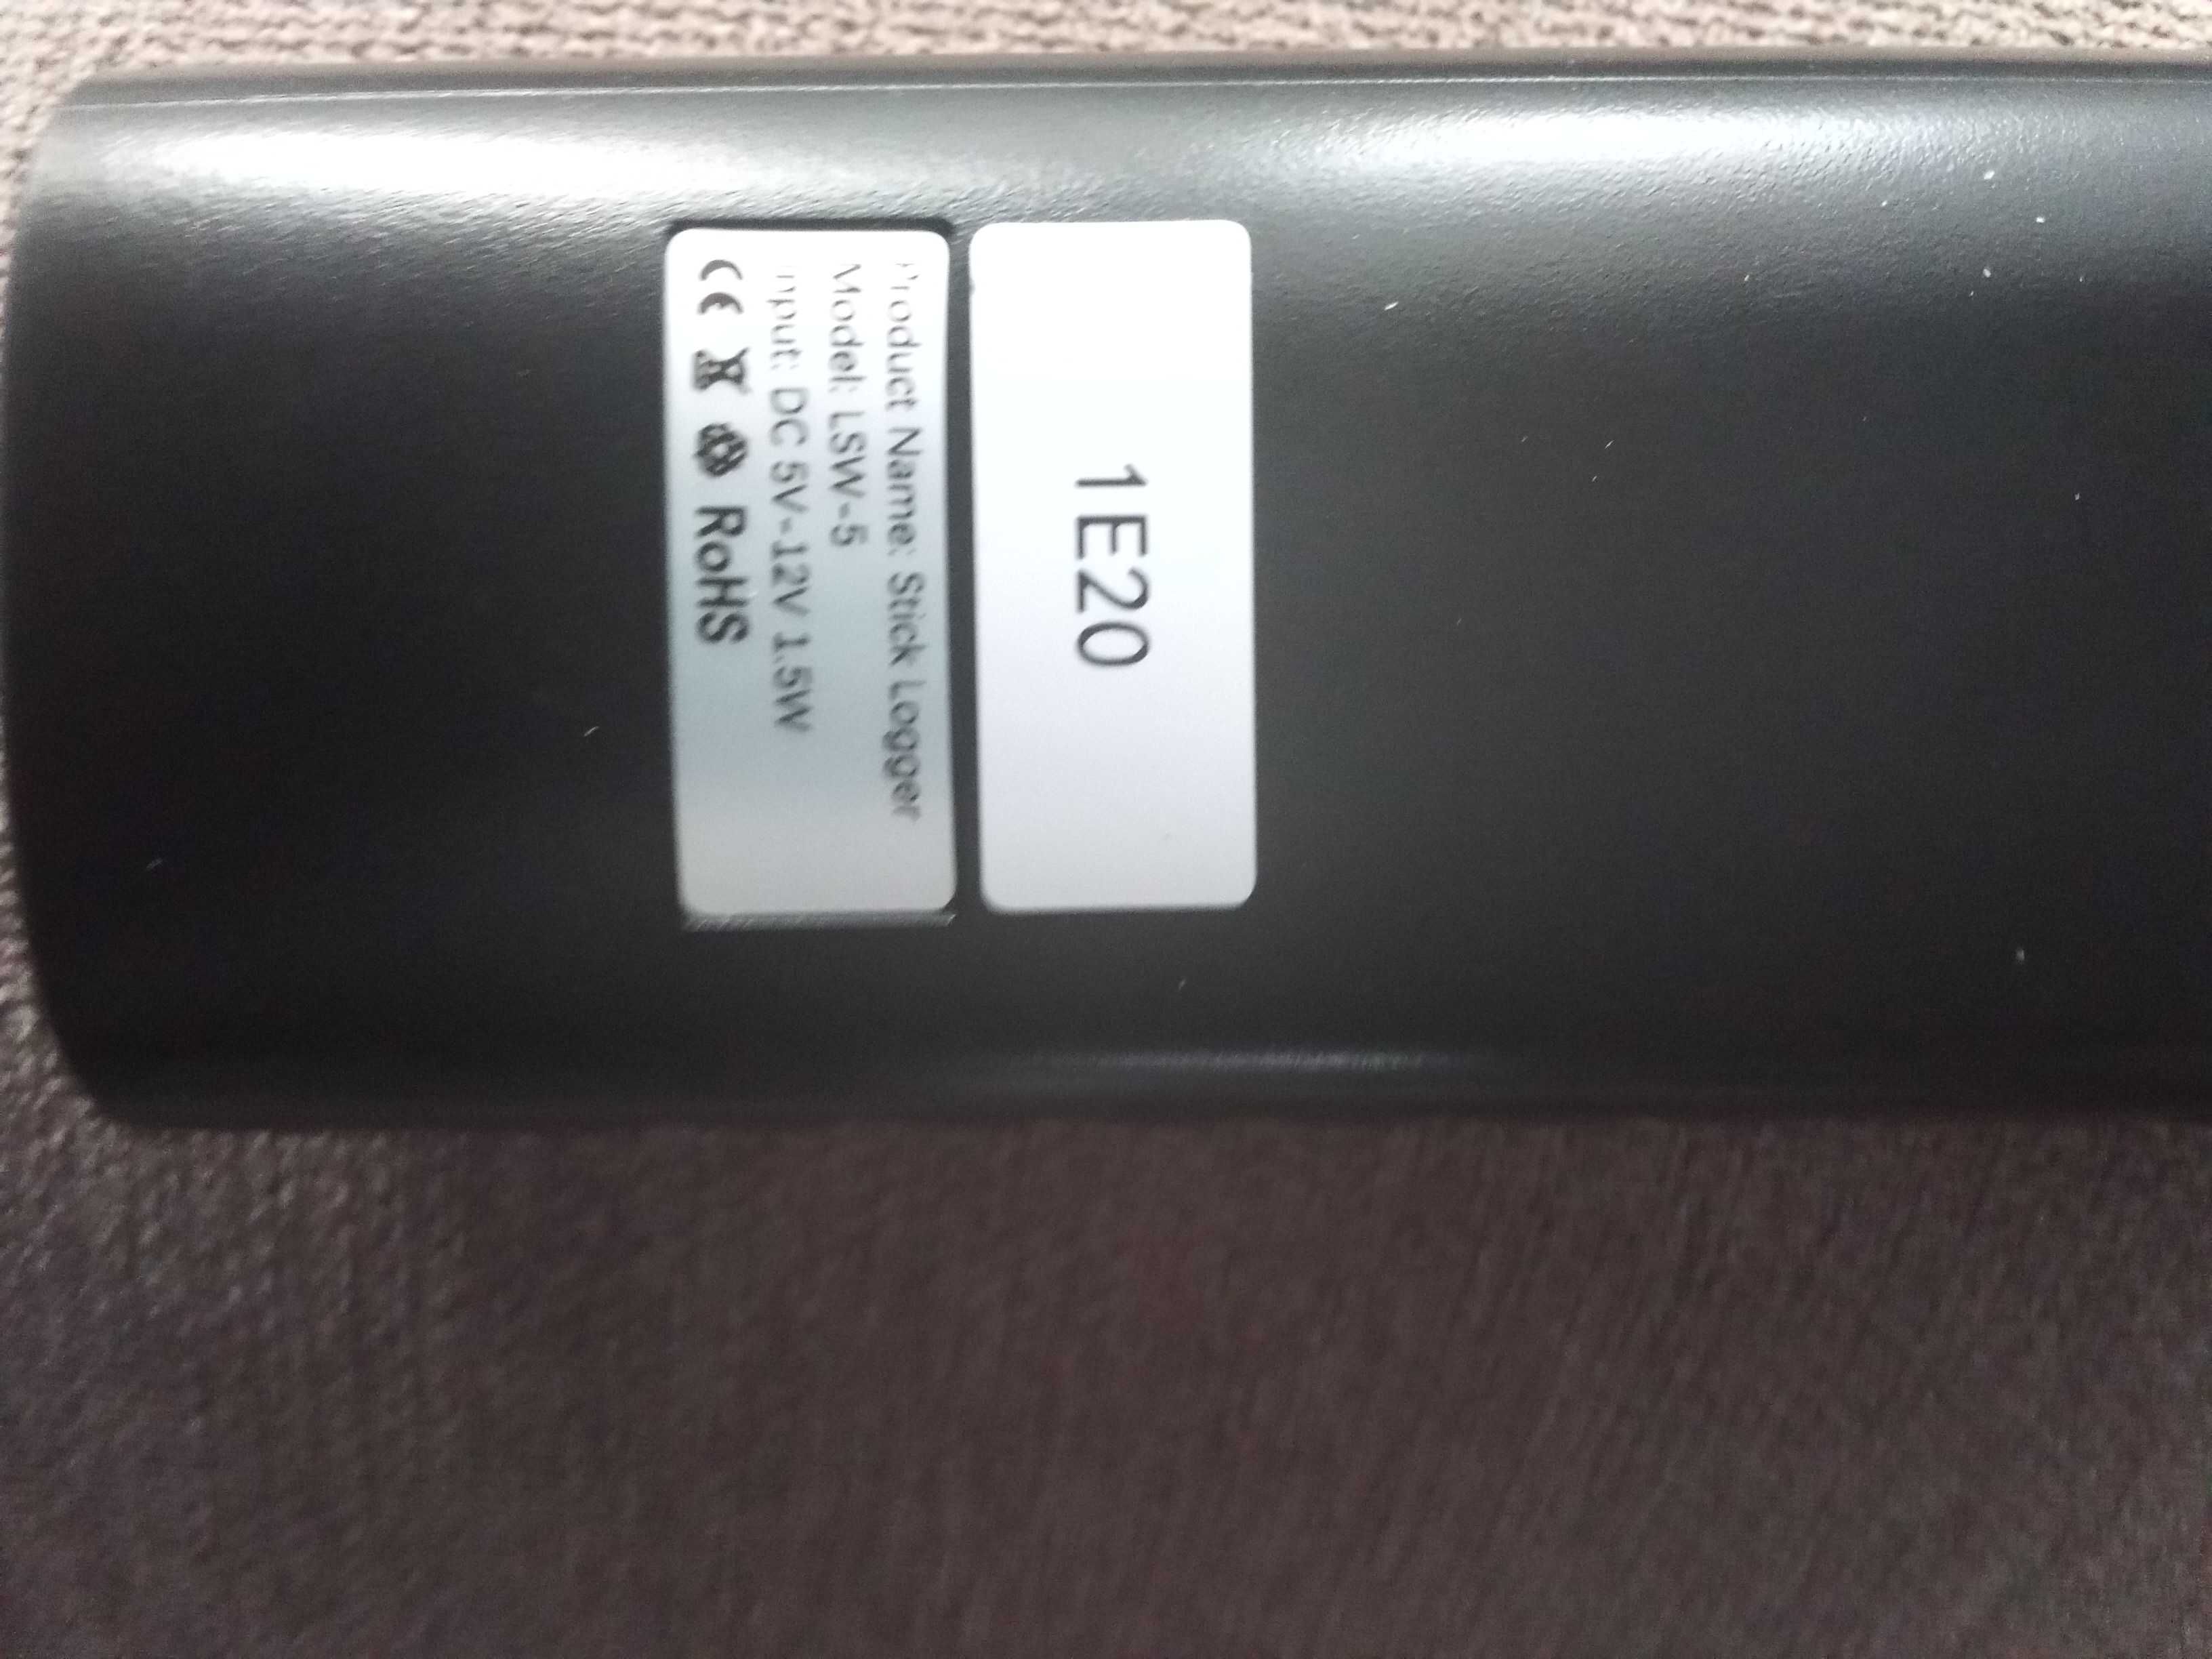 1E20
Product Name: Stick Logger
Model: LSW-5
Input: DC 5V-12V 1.5W
CE RoHS